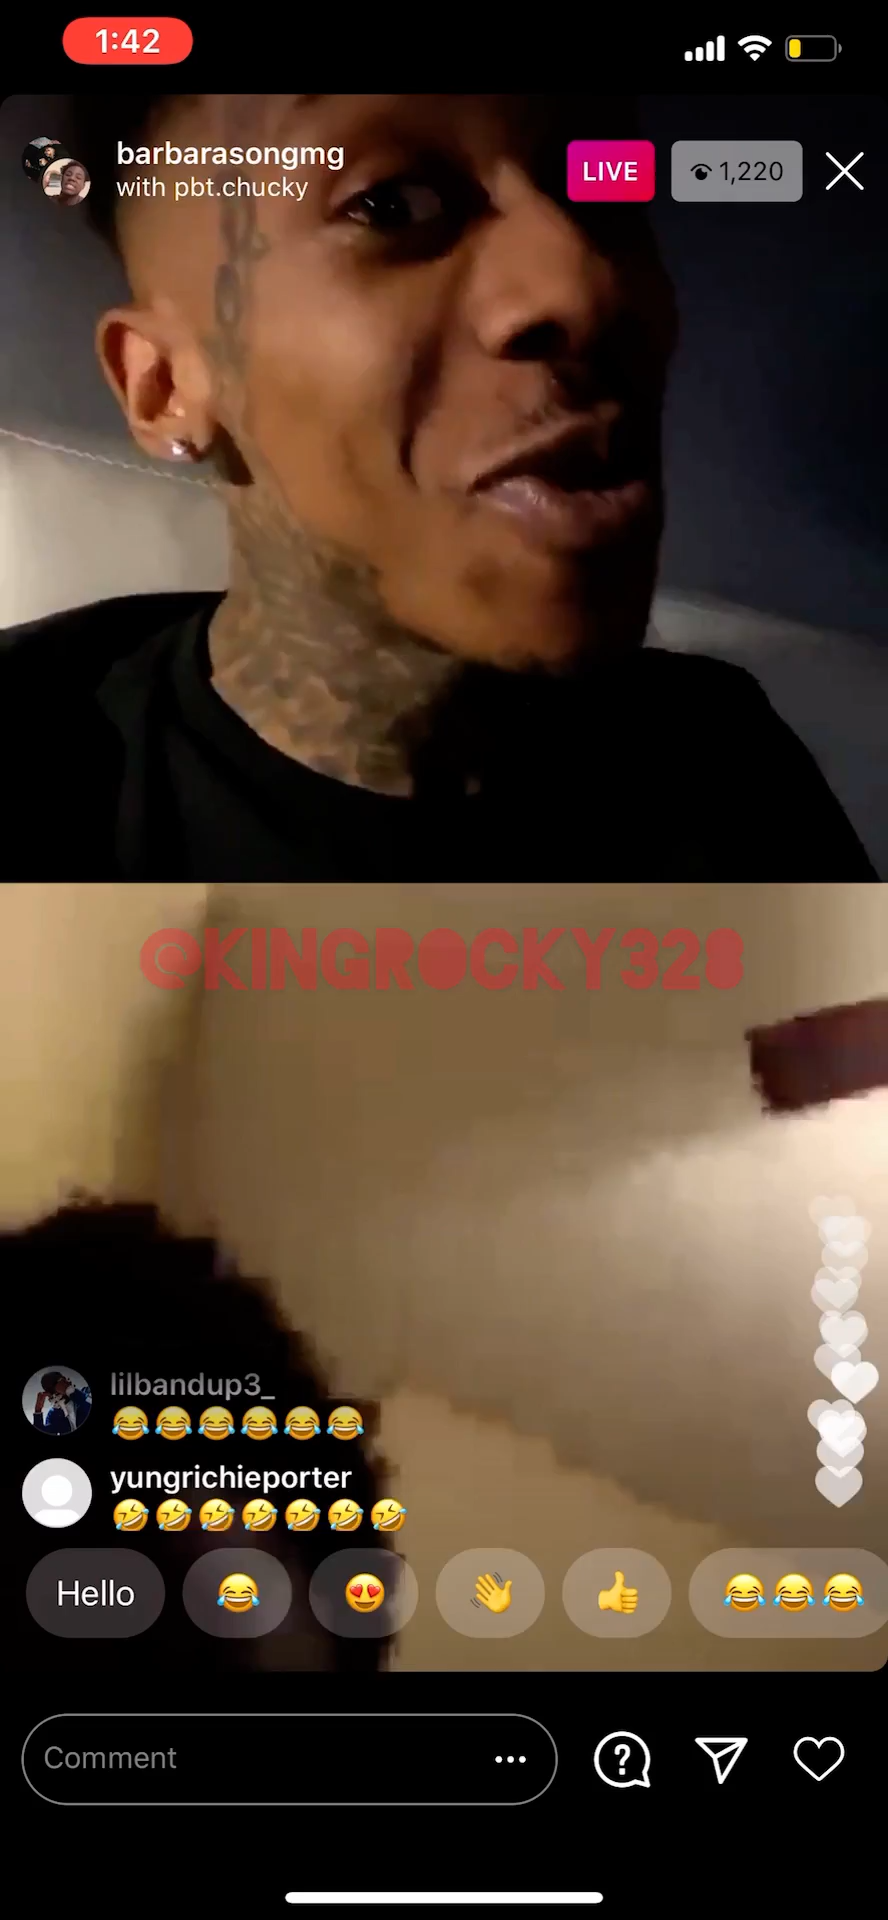 1:42
barbarasongmg
with pbt.chucky
LIVE
1,220
@KINGROCKY328
lilbandup3_
😂😂😂😂😂😂
yungrichieporter
🤣🤣🤣🤣🤣🤣🤣
Hello 😂 😍 👋 👍 😂😂😂
Comment